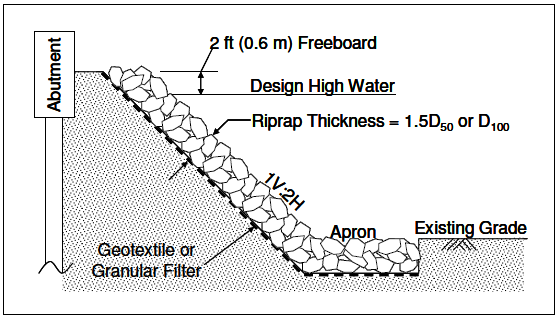 2 ft (0.6 m) Freeboard
Abutment
Design High Water
Riprap Thickness = 1.5D50 or D100
1V:2H
Apron
Existing Grade
Geotextile or
Granular Filter